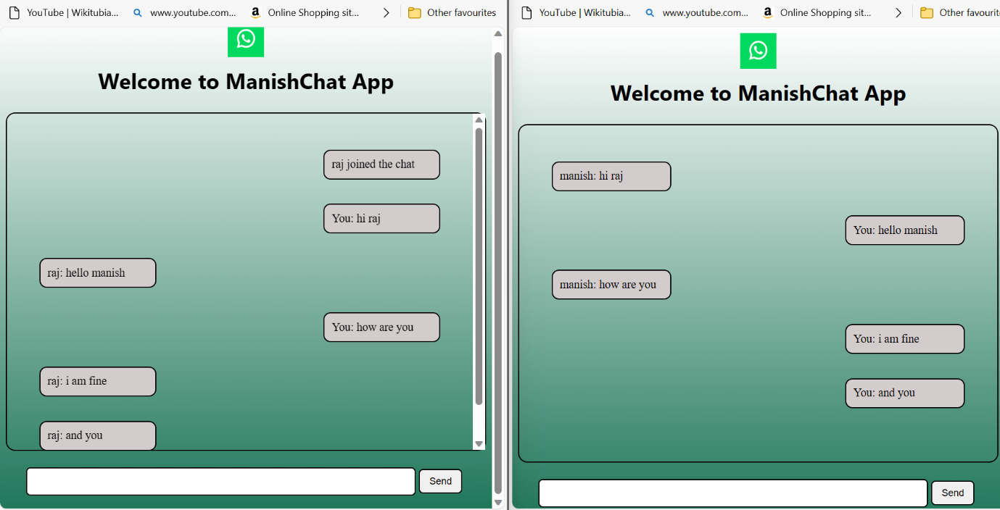 YouTube | Wikitubia...
www.youtube.com...
a Online Shopping sit...
Other favourites
Welcome to ManishChat App
raj joined the chat
You: hi raj
raj: hello manish
You: how are you
raj: i am fine
raj: and you
Send
YouTube | Wikitubia...
www.youtube.com...
a Online Shopping sit...
Other favourit
Welcome to ManishChat App
manish: hi raj
You: hello manish
manish: how are you
You: i am fine
You: and you
Send